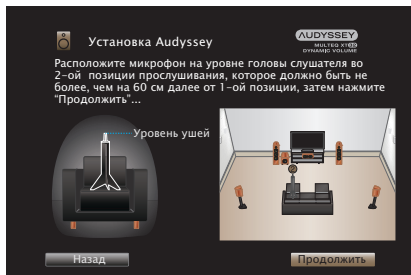 Установка Audyssey
AUDYSSEY
MULTEQ XT32
DYNAMIC VOLUME
Расположите микрофон на уровне головы слушателя во
2-ой позиции прослушивания, которое должно быть не
более, чем на 60 см далее от 1-ой позиции, затем нажмите
"Продолжить"...
Уровень ушей
Назад
Продолжить